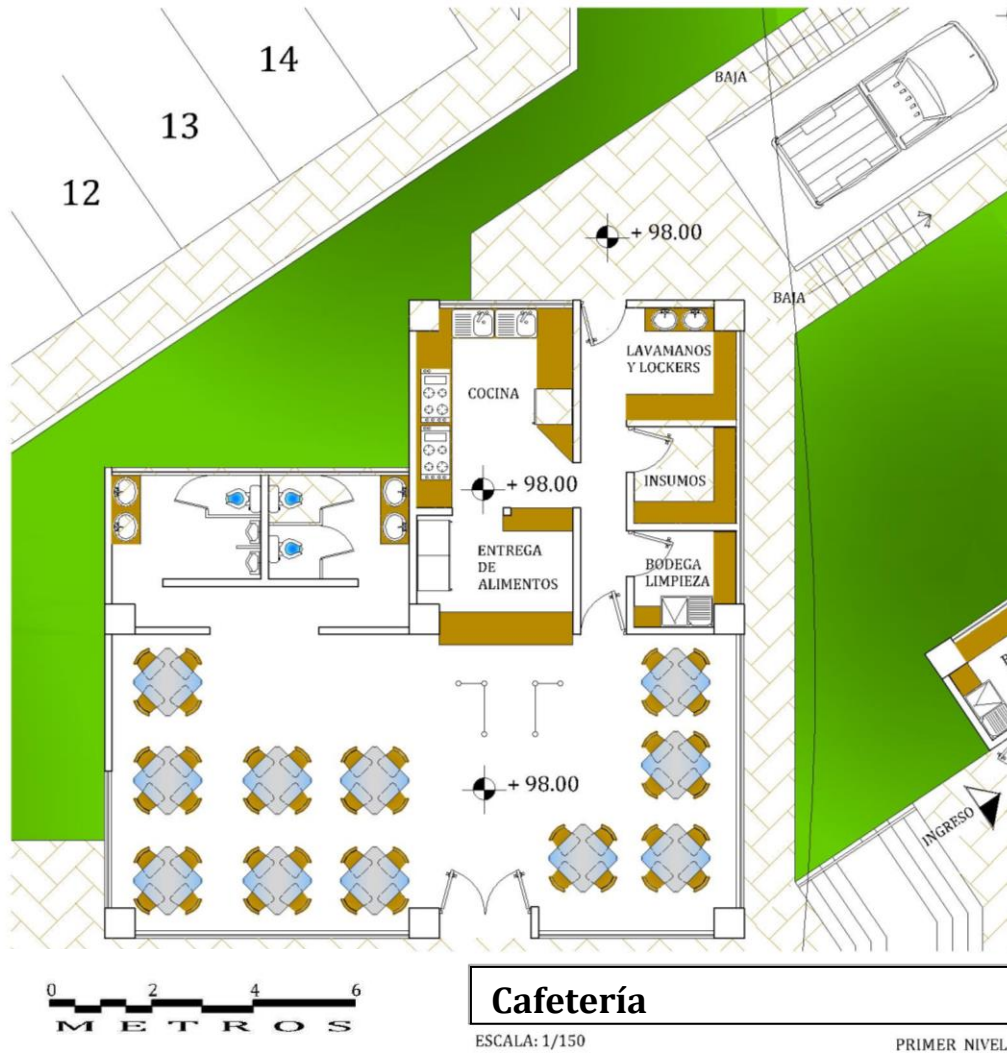 14
13
12
BAJA
+ 98.00
BAJA
LAVAMANOS
Y LOCKERS
COCINA
INSUMOS
+ 98.00
ENTREGA
DE
ALIMENTOS
BODEGA
LIMPIEZA
+ 98.00
INGRESO
0 2 4 6
METROS
Cafetería
ESCALA: 1/150
PRIMER NIVEL